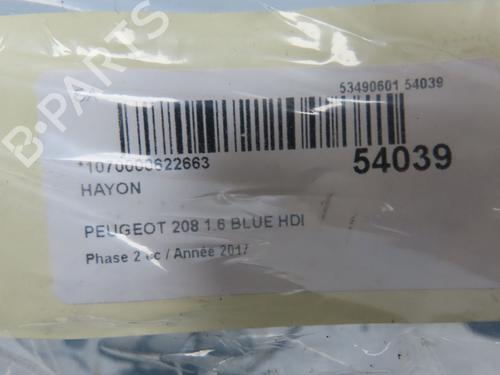 53490601 54039
*1070000622663
54039
HAYON
PEUGEOT 208 1.6 BLUE HDI
Phase 2 cc / Année 2017
B-PARTS